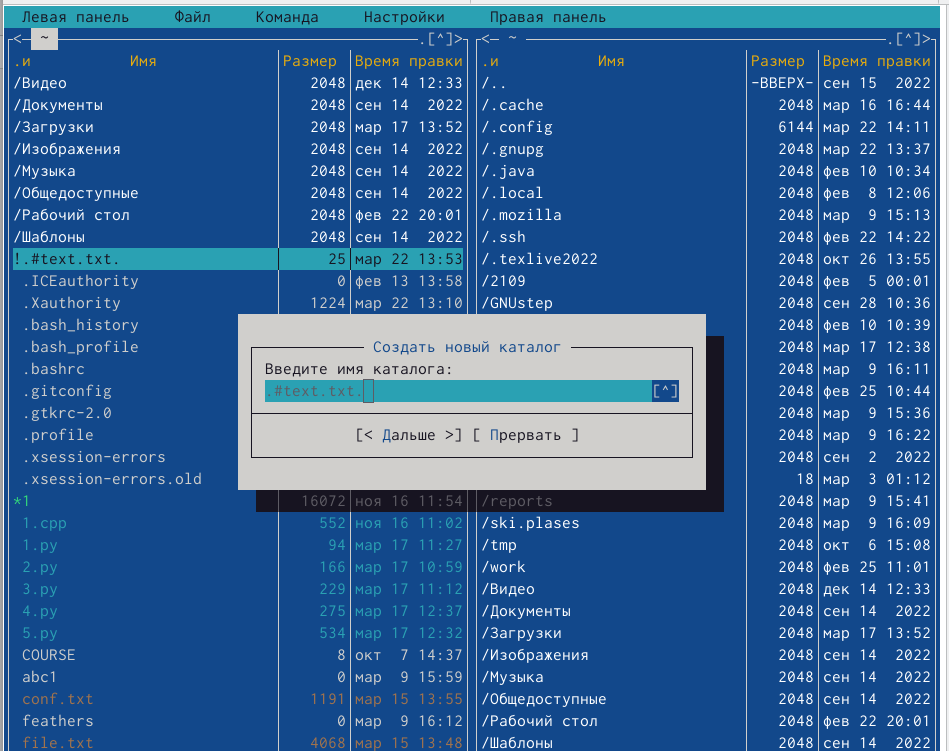 Левая панель Файл Команда Настройки Правая панель
<- ~ .[^]> <- ~ .[^]>
.и Имя Размер Время правки .и Имя Размер Время правки
/Видео 2048 дек 14 12:33 /.. -ВВЕРХ- сен 15 2022
/Документы 2048 сен 14 2022 /.cache 2048 мар 16 16:44
/Загрузки 2048 мар 17 13:52 /.config 6144 мар 22 14:11
/Изображения 2048 сен 14 2022 /.gnupg 2048 мар 22 13:37
/Музыка 2048 сен 14 2022 /.java 2048 фев 10 10:34
/Общедоступные 2048 сен 14 2022 /.local 2048 фев 8 12:06
/Рабочий стол 2048 фев 22 20:01 /.mozilla 2048 мар 9 15:13
/Шаблоны 2048 сен 14 2022 /.ssh 2048 фев 22 14:22
!.#text.txt. 25 мар 22 13:53 /.texlive2022 2048 окт 26 13:55
.ICEauthority 0 фев 13 13:58 /2109 2048 фев 5 00:01
.Xauthority 1224 мар 22 13:10 /GNUstep 2048 сен 28 10:36
.bash_history 2048 фев 10 10:39
.bash_profile 2048 мар 17 12:38
Создать новый каталог
.bashrc 2048 мар 9 16:11
Введите имя каталога:
.gitconfig 2048 фев 25 10:44
.#text.txt. [^]
.gtkrc-2.0 2048 мар 9 15:36
.profile 2048 мар 9 16:22
[< Дальше >] [ Прервать ]
.xsession-errors 2048 сен 2 2022
.xsession-errors.old 18 мар 3 01:12
*1 16072 ноя 16 11:54 /reports 2048 мар 9 15:41
1.cpp 552 ноя 16 11:02 /ski.plases 2048 мар 9 16:09
1.py 94 мар 17 11:27 /tmp 2048 окт 6 15:08
2.py 166 мар 17 10:59 /work 2048 фев 25 11:01
3.py 229 мар 17 11:12 /Видео 2048 дек 14 12:33
4.py 275 мар 17 12:37 /Документы 2048 сен 14 2022
5.py 534 мар 17 12:32 /Загрузки 2048 мар 17 13:52
COURSE 8 окт 7 14:37 /Изображения 2048 сен 14 2022
abc1 0 мар 9 15:59 /Музыка 2048 сен 14 2022
conf.txt 1191 мар 15 13:55 /Общедоступные 2048 сен 14 2022
feathers 0 мар 9 16:12 /Рабочий стол 2048 фев 22 20:01
file.txt 4068 мар 15 13:48 /Шаблоны 2048 сен 14 2022